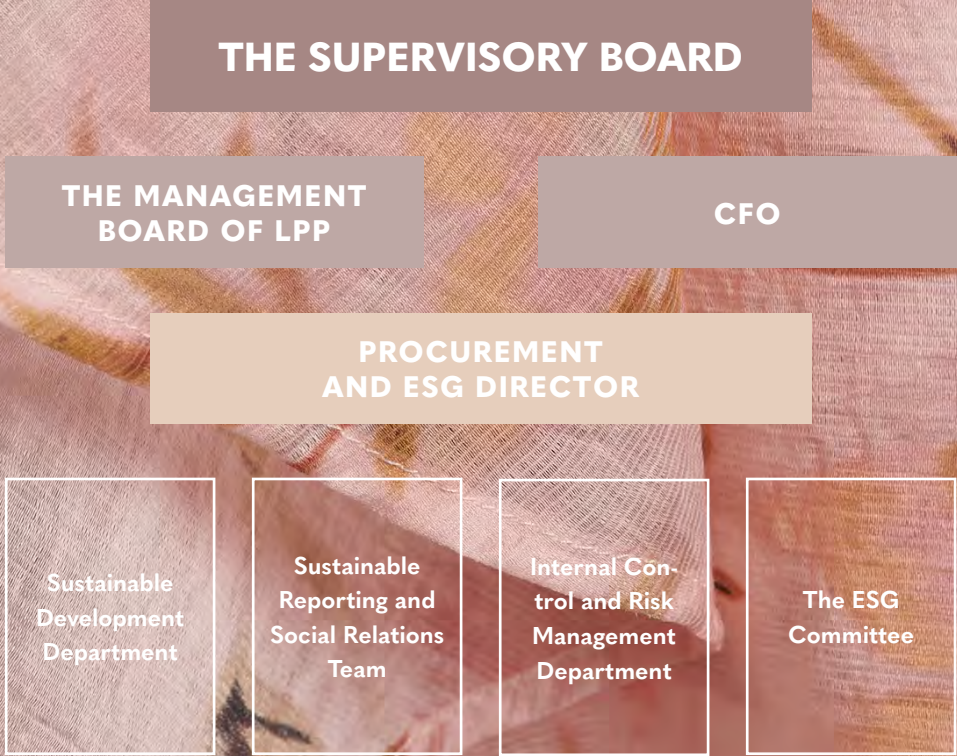 THE SUPERVISORY BOARD
THE MANAGEMENT
BOARD OF LPP
CFO
PROCUREMENT
AND ESG DIRECTOR
Sustainable
Development
Department
Sustainable
Reporting and
Social Relations
Team
Internal Con-
trol and Risk
Management
Department
The ESG
Committee